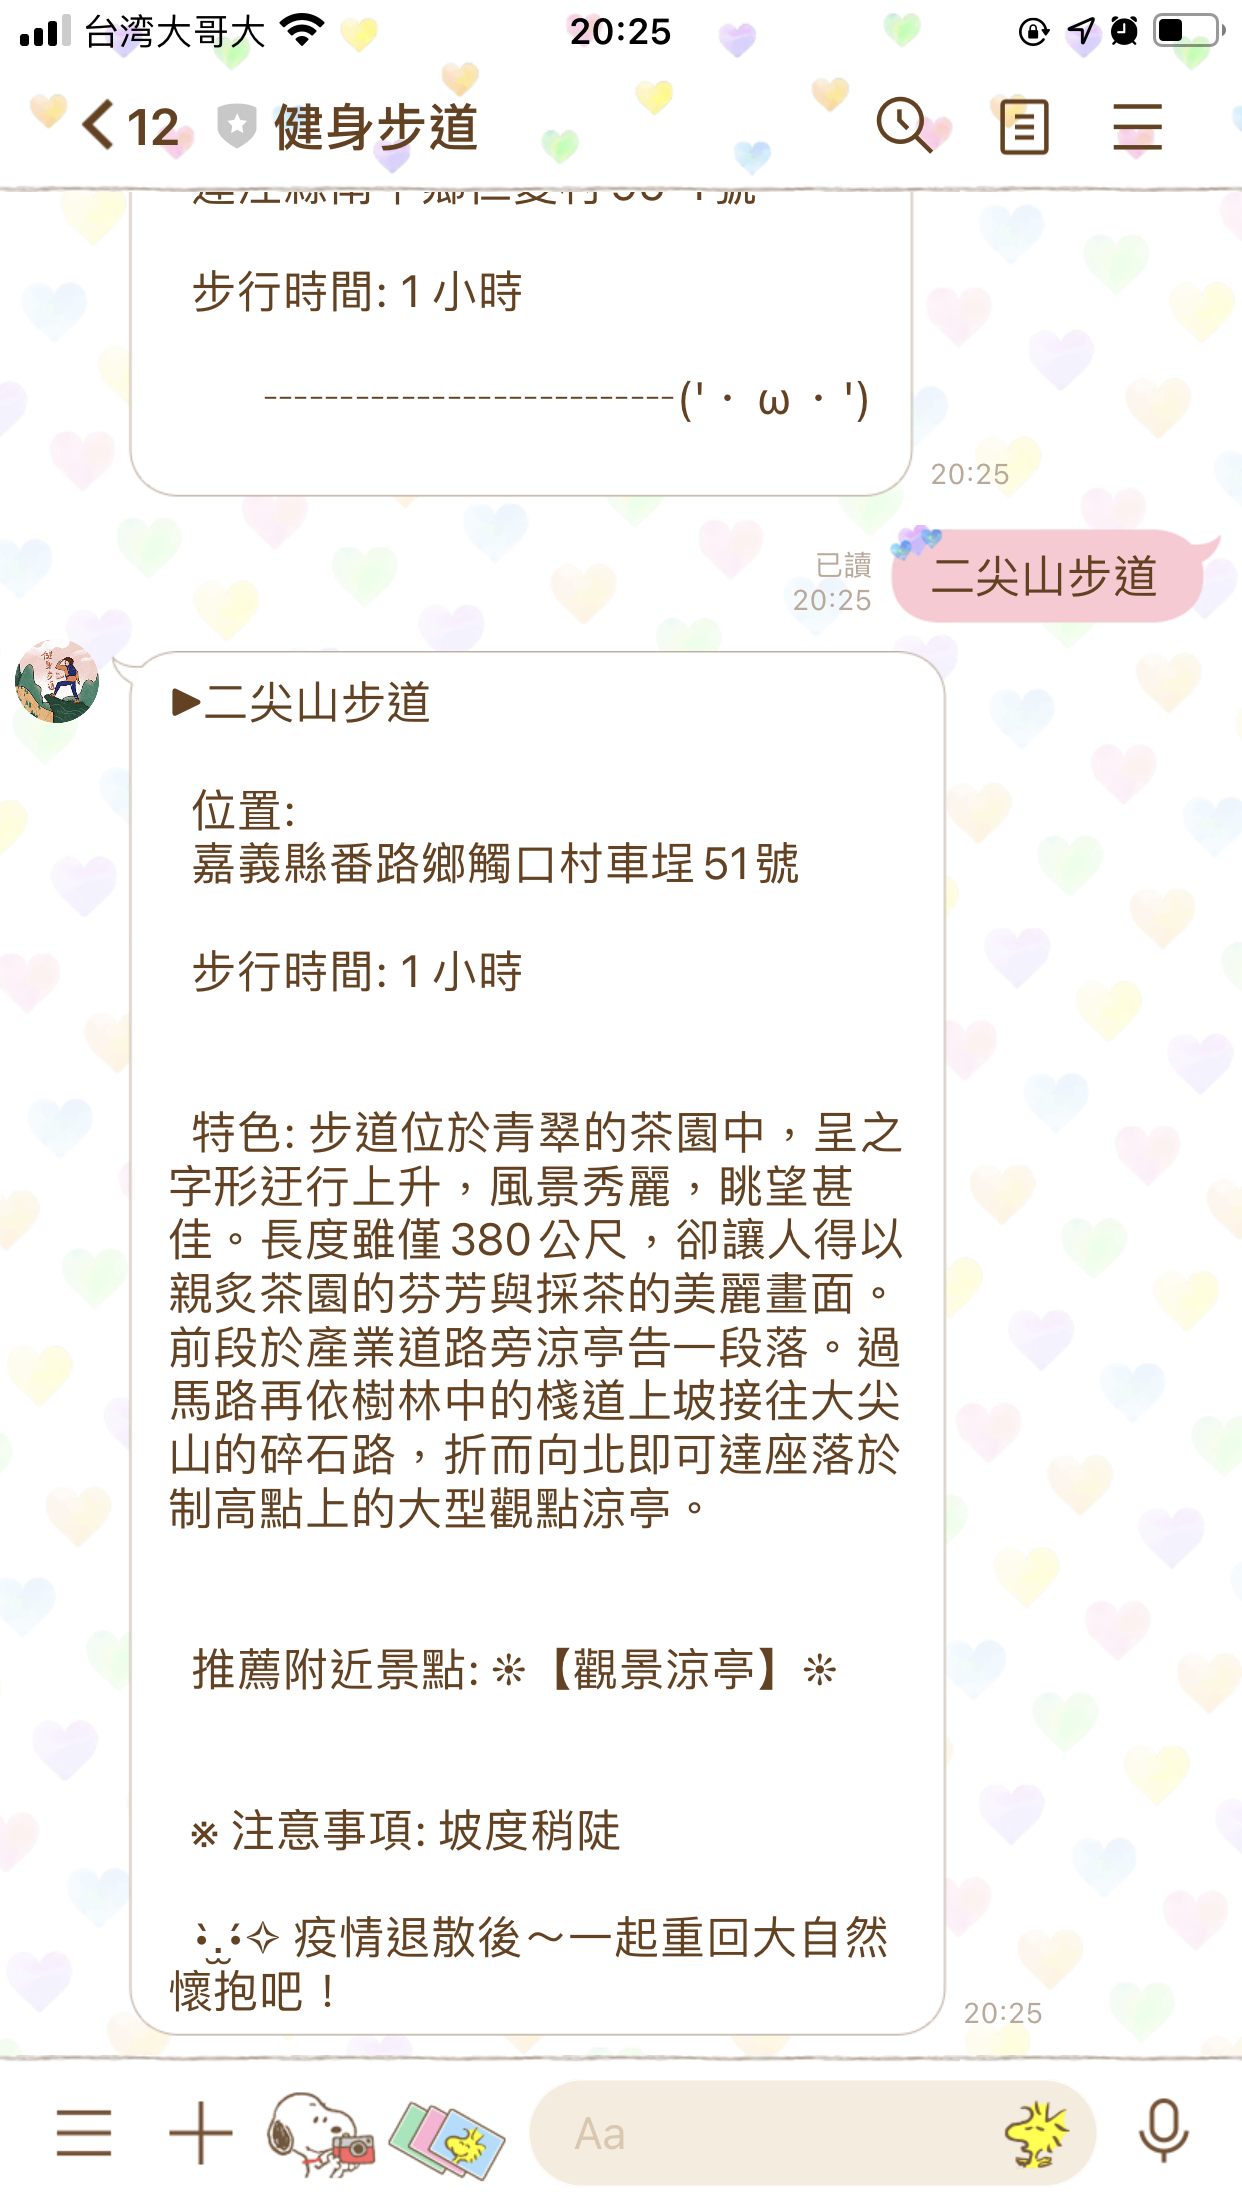 台湾大哥大 20:25
12 健身步道
步行時間: 1 小時
--------------------------('・ ω ・')
20:25
已讀
20:25
二尖山步道
▶二尖山步道
位置:
嘉義縣番路鄉觸口村車埕51號
步行時間: 1 小時
特色: 步道位於青翠的茶園中，呈之
字形迂行上升，風景秀麗，眺望甚
佳。長度雖僅380公尺，卻讓人得以
親炙茶園的芬芳與採茶的美麗畫面。
前段於產業道路旁涼亭告一段落。過
馬路再依樹林中的棧道上坡接往大尖
山的碎石路，折而向北即可達座落於
制高點上的大型觀點涼亭。
推薦附近景點: ☼【觀景涼亭】☼
※ 注意事項: 坡度稍陡
✧ 疫情退散後～一起重回大自然
懷抱吧！
20:25
Aa